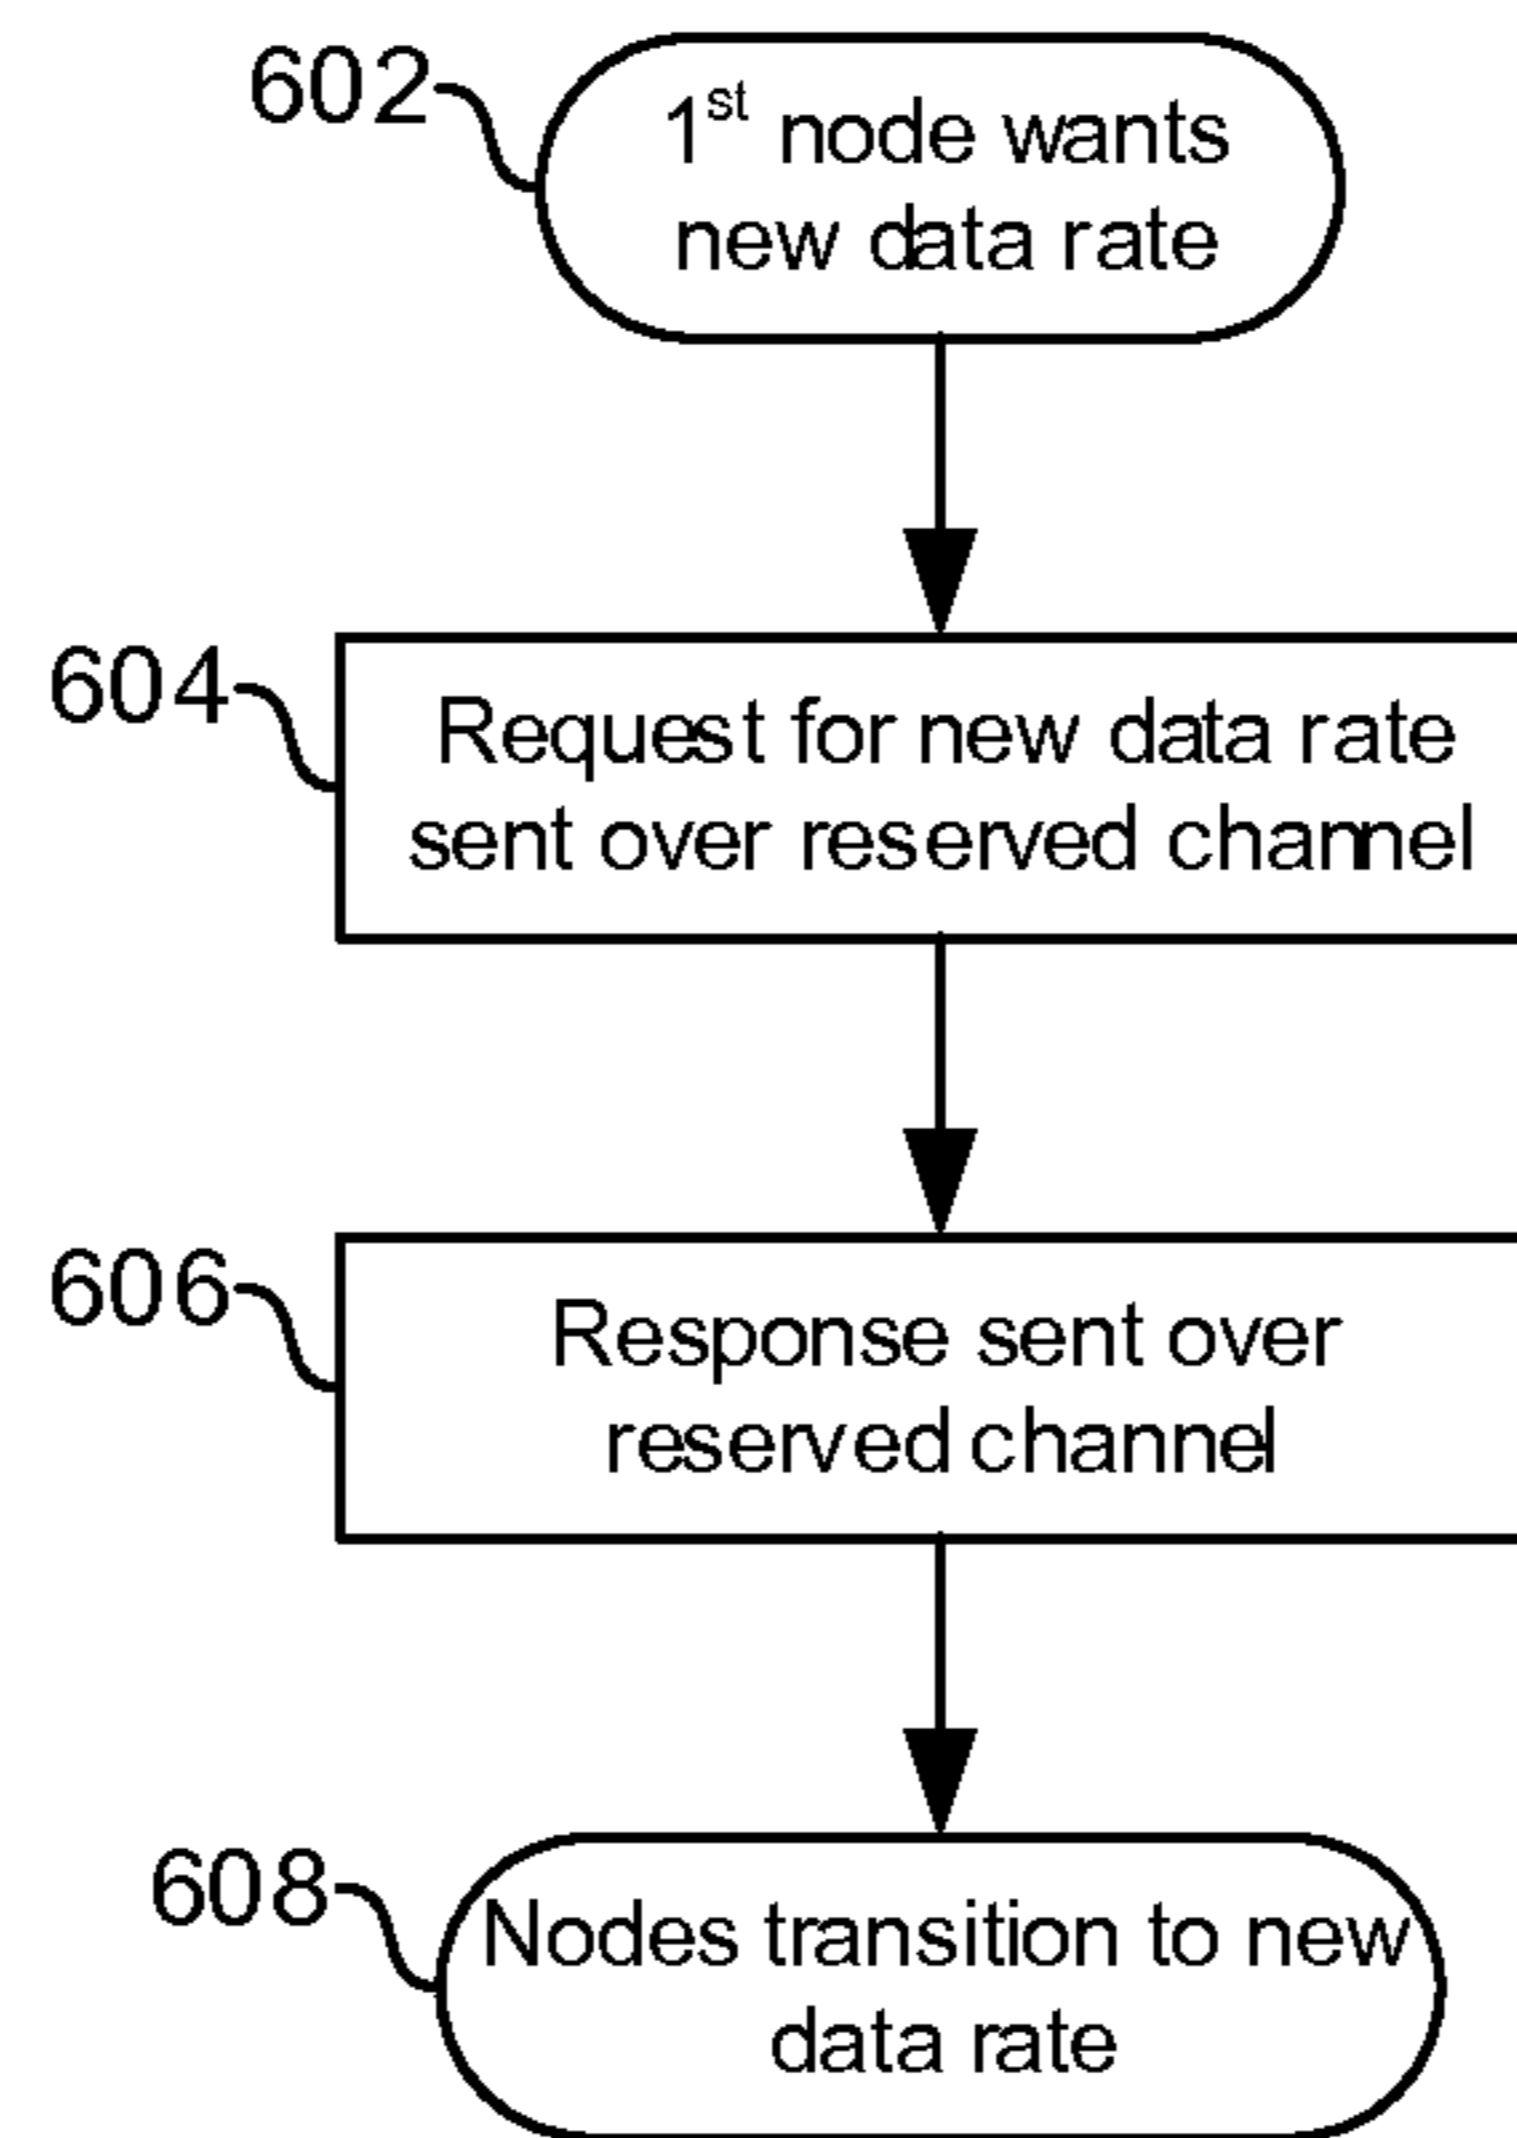 602
1st node wants
new data rate
604
Request for new data rate
sent over reserved channel
606
Response sent over
reserved channel
608
Nodes transition to new
data rate